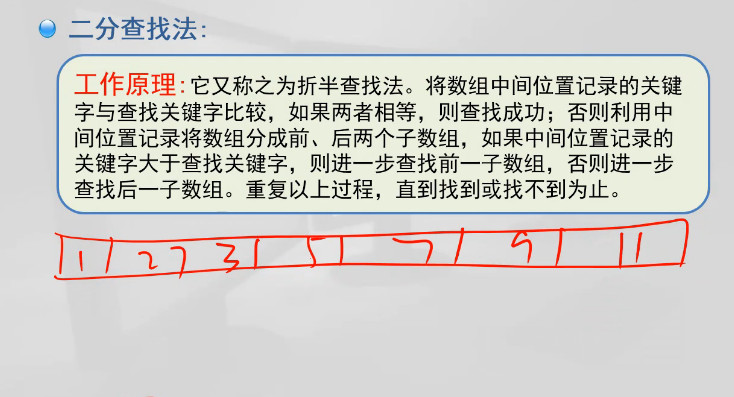 二分查找法:
工作原理:它又称之为折半查找法。将数组中间位置记录的关键
字与查找关键字比较，如果两者相等，则查找成功；否则利用中
间位置记录将数组分成前、后两个子数组，如果中间位置记录的
关键字大于查找关键字，则进一步查找前一子数组，否则进一步
查找后一子数组。重复以上过程，直到找到或找不到为止。
1 2 3 5 7 9 11